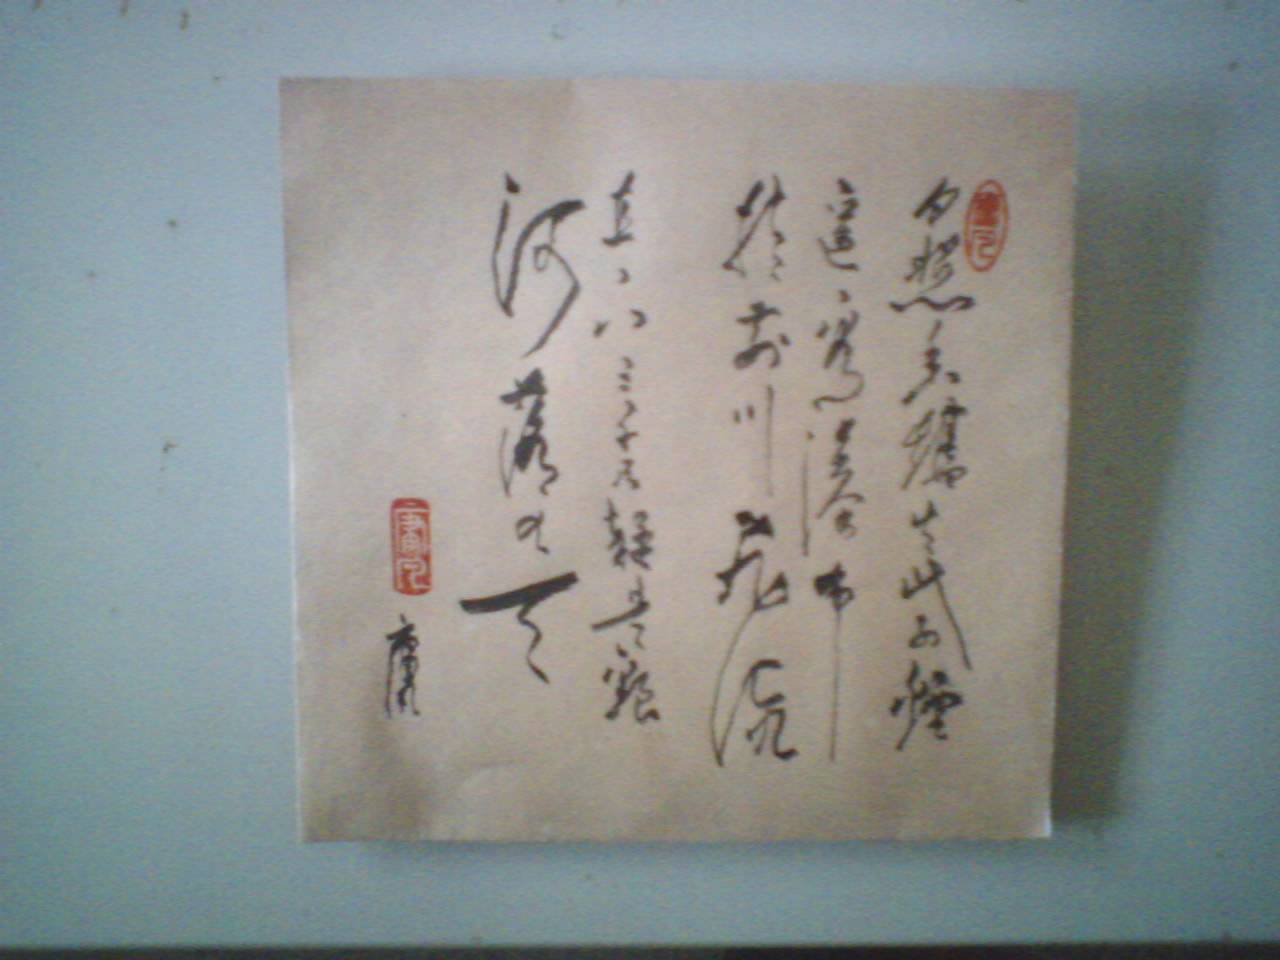 日照香爐生紫煙
遙看瀑布
掛前川飛流
直下三千尺疑是銀
河落九天